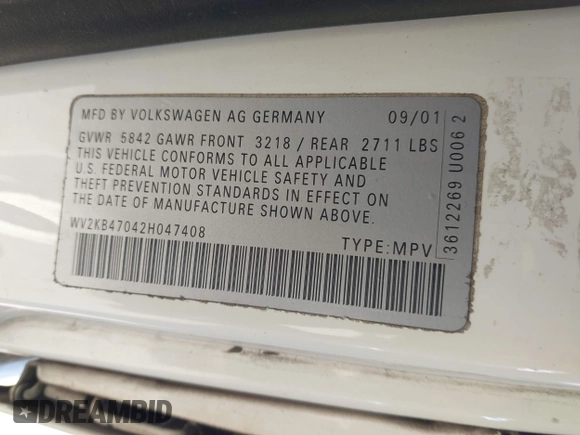 MFD BY VOLKSWAGEN AG GERMANY 09/01
GVWR 5842 GAWR FRONT 3218 / REAR 2711 LBS
THIS VEHICLE CONFORMS TO ALL APPLICABLE
U.S. FEDERAL MOTOR VEHICLE SAFETY AND
THEFT PREVENTION STANDARDS IN EFFECT ON
THE DATE OF MANUFACTURE SHOWN ABOVE.
WV2KB47042H047408
TYPE:MPV
3612269 U006 2
DREAMBID